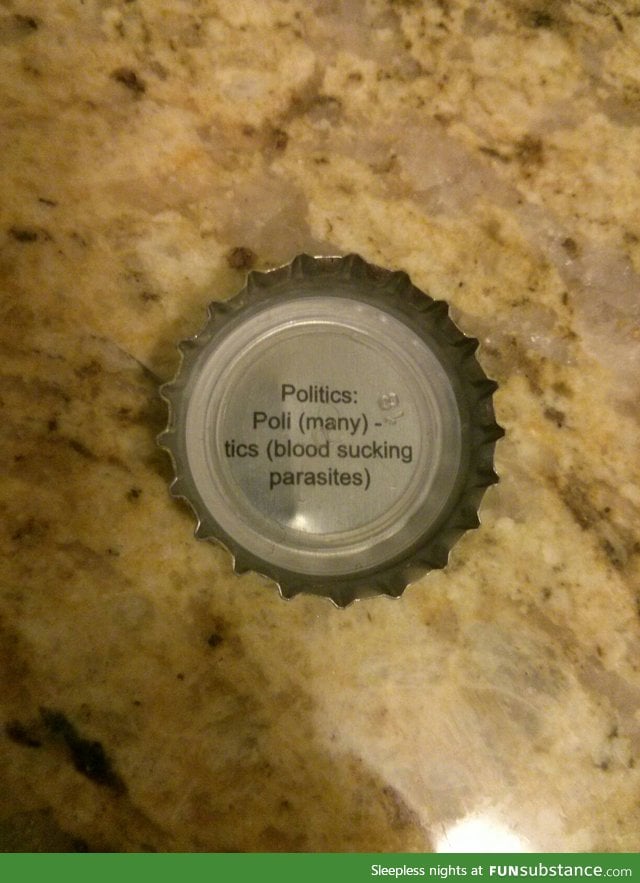 Politics:
Poli (many) -
tics (blood sucking
parasites)
Sleepless nights at FUNsubstance.com